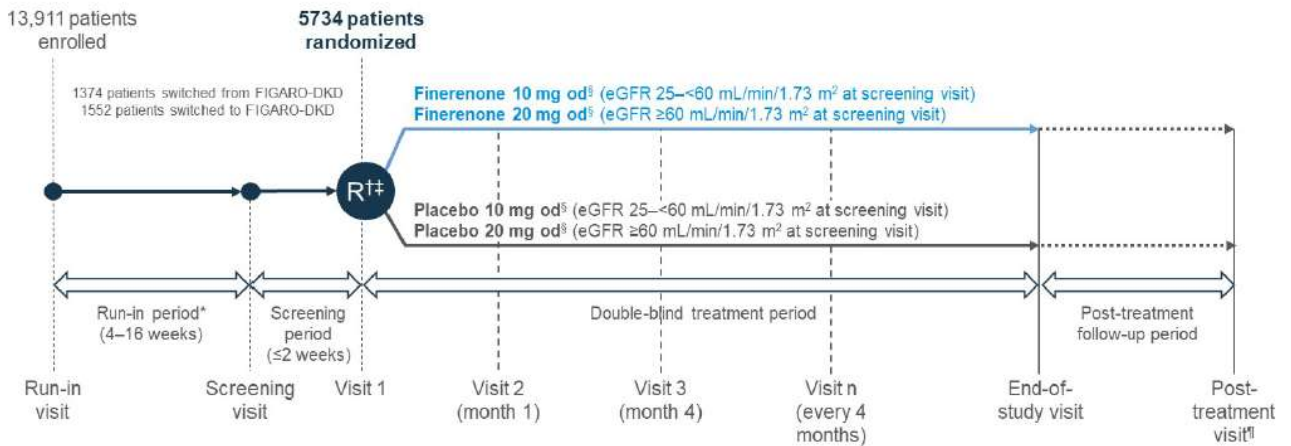 13,911 patients
enrolled
5734 patients
randomized
1374 patients switched from FIGARO-DKD
1552 patients switched to FIGARO-DKD
Finerenone 10 mg od§ (eGFR 25–<60 mL/min/1.73 m² at screening visit)
Finerenone 20 mg od§ (eGFR ≥60 mL/min/1.73 m² at screening visit)
R†‡
Placebo 10 mg od§ (eGFR 25–<60 mL/min/1.73 m² at screening visit)
Placebo 20 mg od§ (eGFR ≥60 mL/min/1.73 m² at screening visit)
Run-in period*
(4–16 weeks)
Screening
period
(≤2 weeks)
Double-blind treatment period
Post-treatment
follow-up period
Run-in
visit
Screening
visit
Visit 1
Visit 2
(month 1)
Visit 3
(month 4)
Visit n
(every 4
months)
End-of-
study visit
Post-
treatment
visit¶